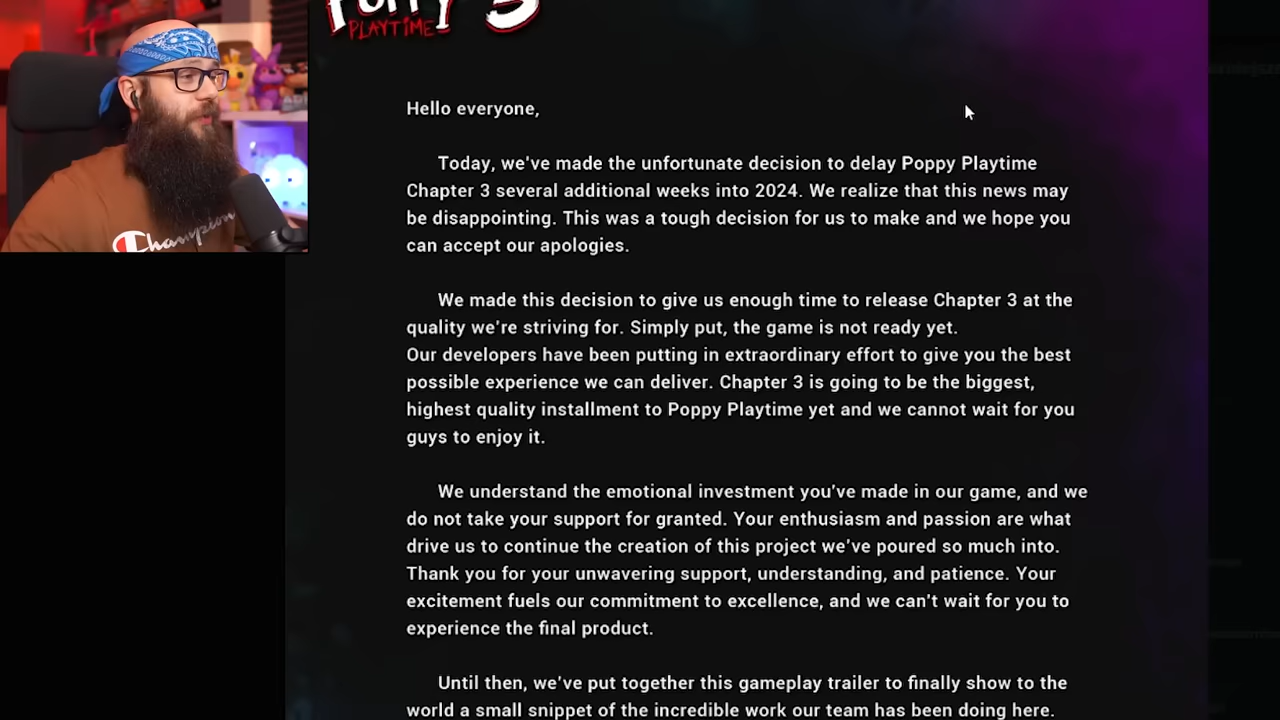 Poppy 3
PLAYTIME
Hello everyone,
Today, we've made the unfortunate decision to delay Poppy Playtime
Chapter 3 several additional weeks into 2024. We realize that this news may
be disappointing. This was a tough decision for us to make and we hope you
can accept our apologies.
We made this decision to give us enough time to release Chapter 3 at the
quality we're striving for. Simply put, the game is not ready yet.
Our developers have been putting in extraordinary effort to give you the best
possible experience we can deliver. Chapter 3 is going to be the biggest,
highest quality installment to Poppy Playtime yet and we cannot wait for you
guys to enjoy it.
We understand the emotional investment you've made in our game, and we
do not take your support for granted. Your enthusiasm and passion are what
drive us to continue the creation of this project we've poured so much into.
Thank you for your unwavering support, understanding, and patience. Your
excitement fuels our commitment to excellence, and we can't wait for you to
experience the final product.
Until then, we've put together this gameplay trailer to finally show to the
world a small snippet of the incredible work our team has been doing here.
Champion